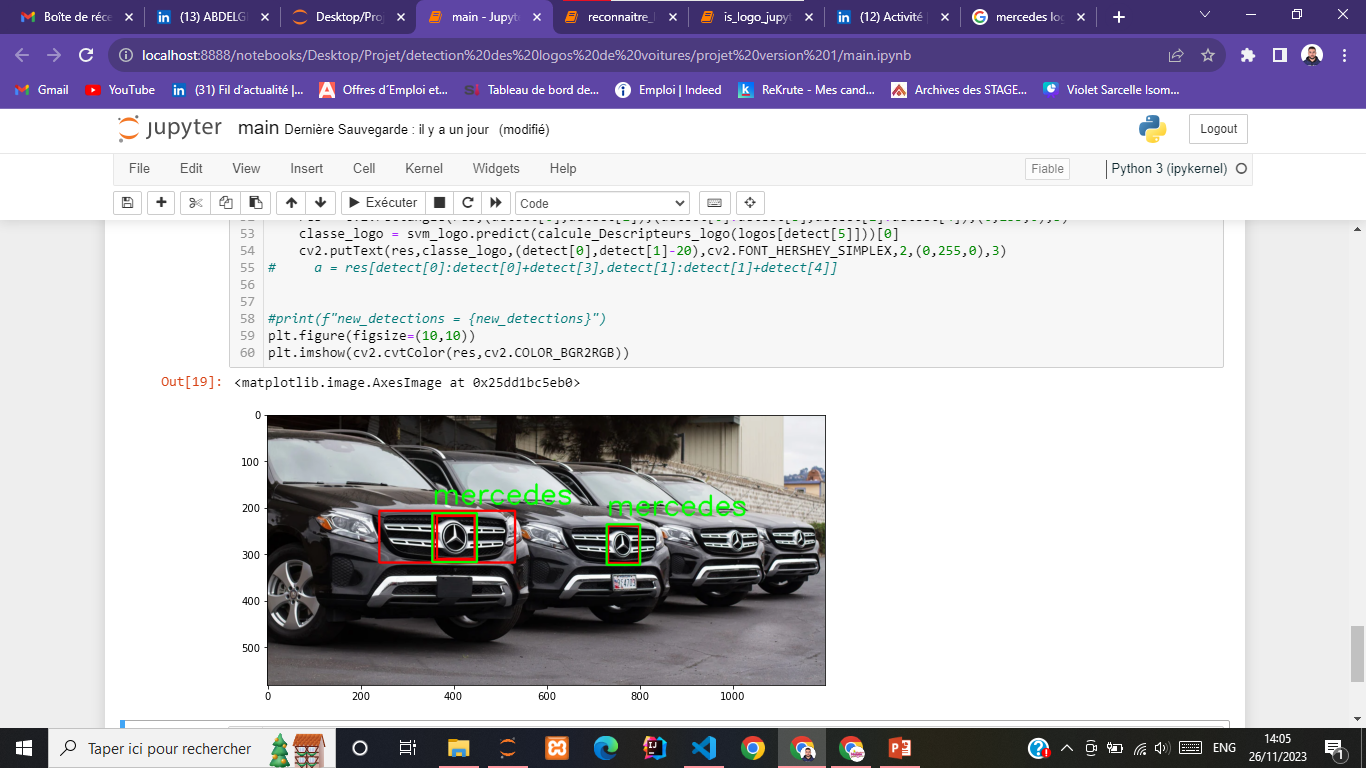 Boîte de réce
(13) ABDELGI
Desktop/Proj
main - Jupyt
reconnaitre_l
is_logo_jupyt
(12) Activité
mercedes log
localhost:8888/notebooks/Desktop/Projet/detection%20des%20logos%20de%20voitures/projet%20version%201/main.ipynb
Gmail YouTube (31) Fil d'actualité |... Offres d'Emploi et... Tableau de bord de... Emploi | Indeed ReKrute - Mes cand... Archives des STAGE... Violet Sarcelle Isom...
jupyter main Dernière Sauvegarde : il y a un jour (modifié) Logout
File Edit View Insert Cell Kernel Widgets Help Fiable Python 3 (ipykernel)
Exécuter Code
53 classe_logo = svm_logo.predict(calcule_Descripteurs_logo(logos[detect[5]]))[0]
54 cv2.putText(res,classe_logo,(detect[0],detect[1]-20),cv2.FONT_HERSHEY_SIMPLEX,2,(0,255,0),3)
55 # a = res[detect[0]:detect[0]+detect[3],detect[1]:detect[1]+detect[4]]
56
57
58 #print(f"new_detections = {new_detections}")
59 plt.figure(figsize=(10,10))
60 plt.imshow(cv2.cvtColor(res,cv2.COLOR_BGR2RGB))
Out[19]: <matplotlib.image.AxesImage at 0x25dd1bc5eb0>
0
100
200
300
400
500
mercedes
mercedes
0 200 400 600 800 1000
Taper ici pour rechercher
ENG
14:05
26/11/2023
1